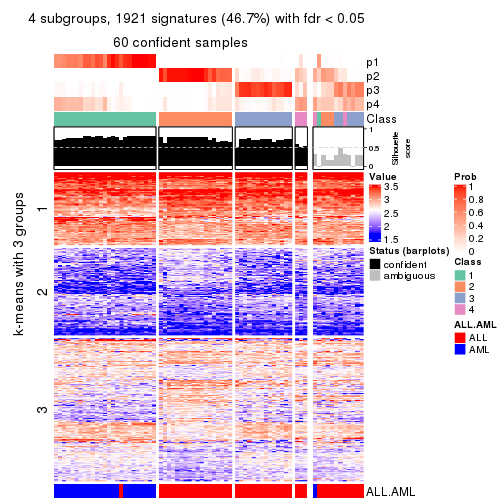 4 subgroups, 1921 signatures (46.7%) with fdr < 0.05
60 confident samples
p1
p2
p3
p4
Class
1
0.5
0
Silhouette
score
k-means with 3 groups
1
2
3
Value
3.5
3
2.5
2
1.5
Status (barplots)
confident
ambiguous
Prob
1
0.8
0.6
0.4
0.2
0
Class
1
2
3
4
ALL.AML
ALL
AML
ALL.AML